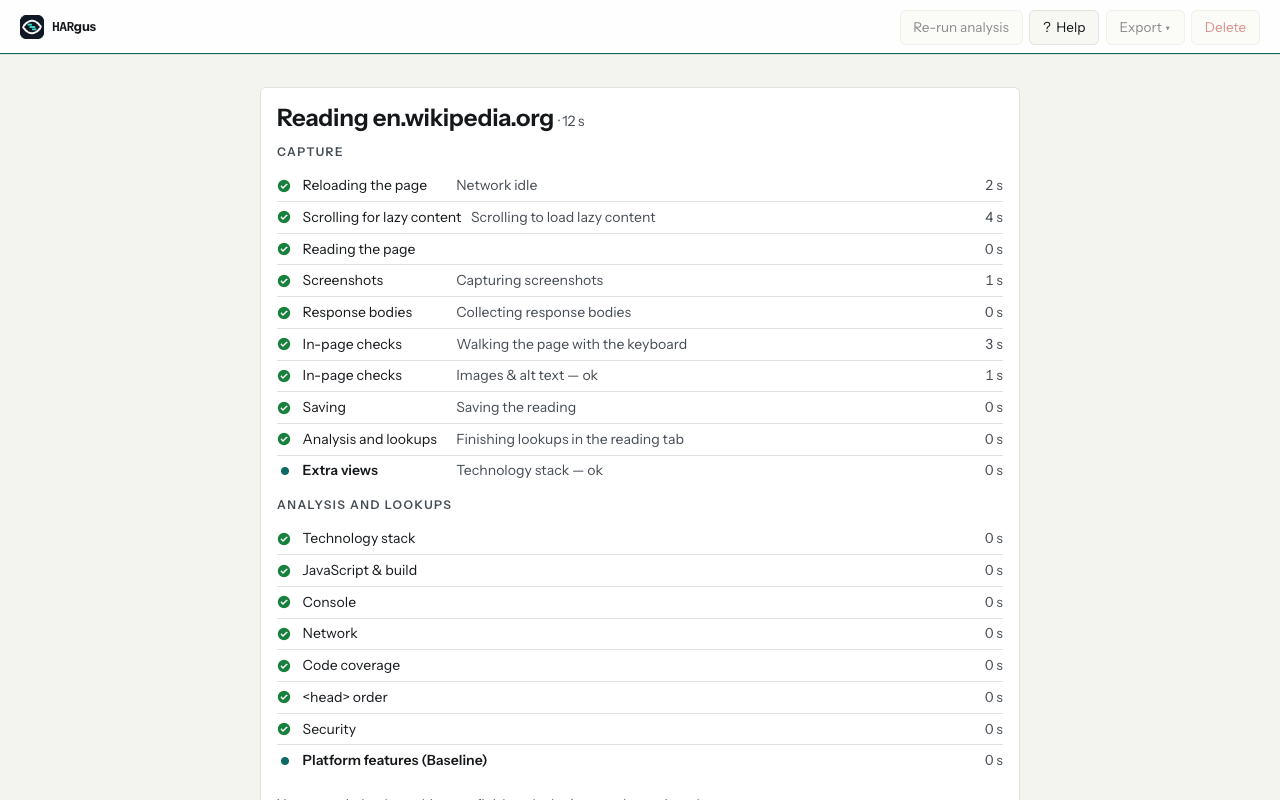 HARgus
Re-run analysis
? Help
Export ▾
Delete
Reading en.wikipedia.org · 12 s
CAPTURE
Reloading the page Network idle 2 s
Scrolling for lazy content Scrolling to load lazy content 4 s
Reading the page 0 s
Screenshots Capturing screenshots 1 s
Response bodies Collecting response bodies 0 s
In-page checks Walking the page with the keyboard 3 s
In-page checks Images & alt text — ok 1 s
Saving Saving the reading 0 s
Analysis and lookups Finishing lookups in the reading tab 0 s
Extra views Technology stack — ok 0 s
ANALYSIS AND LOOKUPS
Technology stack 0 s
JavaScript & build 0 s
Console 0 s
Network 0 s
Code coverage 0 s
<head> order 0 s
Security 0 s
Platform features (Baseline) 0 s